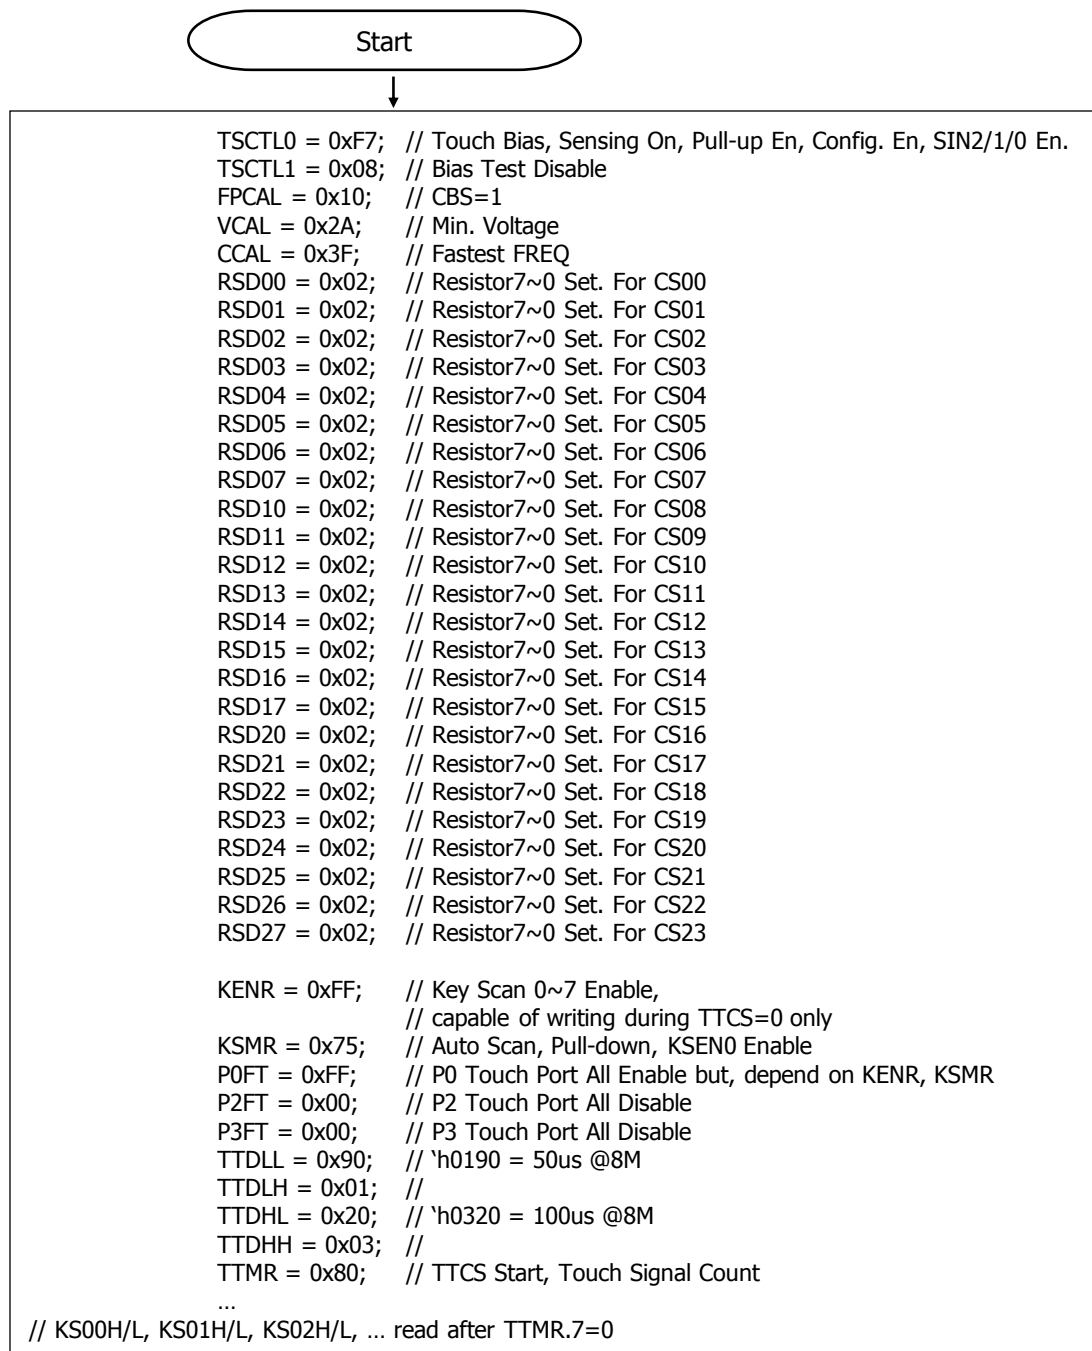 Start
TSCTL0 = 0xF7; // Touch Bias, Sensing On, Pull-up En, Config. En, SIN2/1/0 En.
TSCTL1 = 0x08; // Bias Test Disable
FPCAL = 0x10; // CBS=1
VCAL = 0x2A; // Min. Voltage
CCAL = 0x3F; // Fastest FREQ
RSD00 = 0x02; // Resistor7~0 Set. For CS00
RSD01 = 0x02; // Resistor7~0 Set. For CS01
RSD02 = 0x02; // Resistor7~0 Set. For CS02
RSD03 = 0x02; // Resistor7~0 Set. For CS03
RSD04 = 0x02; // Resistor7~0 Set. For CS04
RSD05 = 0x02; // Resistor7~0 Set. For CS05
RSD06 = 0x02; // Resistor7~0 Set. For CS06
RSD07 = 0x02; // Resistor7~0 Set. For CS07
RSD10 = 0x02; // Resistor7~0 Set. For CS08
RSD11 = 0x02; // Resistor7~0 Set. For CS09
RSD12 = 0x02; // Resistor7~0 Set. For CS10
RSD13 = 0x02; // Resistor7~0 Set. For CS11
RSD14 = 0x02; // Resistor7~0 Set. For CS12
RSD15 = 0x02; // Resistor7~0 Set. For CS13
RSD16 = 0x02; // Resistor7~0 Set. For CS14
RSD17 = 0x02; // Resistor7~0 Set. For CS15
RSD20 = 0x02; // Resistor7~0 Set. For CS16
RSD21 = 0x02; // Resistor7~0 Set. For CS17
RSD22 = 0x02; // Resistor7~0 Set. For CS18
RSD23 = 0x02; // Resistor7~0 Set. For CS19
RSD24 = 0x02; // Resistor7~0 Set. For CS20
RSD25 = 0x02; // Resistor7~0 Set. For CS21
RSD26 = 0x02; // Resistor7~0 Set. For CS22
RSD27 = 0x02; // Resistor7~0 Set. For CS23
KENR = 0xFF; // Key Scan 0~7 Enable,
// capable of writing during TTCS=0 only
KSMR = 0x75; // Auto Scan, Pull-down, KSEN0 Enable
P0FT = 0xFF; // P0 Touch Port All Enable but, depend on KENR, KSMR
P2FT = 0x00; // P2 Touch Port All Disable
P3FT = 0x00; // P3 Touch Port All Disable
TTDLL = 0x90; // ‘h0190 = 50us @8M
TTDLH = 0x01; //
TTDHL = 0x20; // ‘h0320 = 100us @8M
TTDHH = 0x03; //
TTMR = 0x80; // TTCS Start, Touch Signal Count
…
// KS00H/L, KS01H/L, KS02H/L, … read after TTMR.7=0